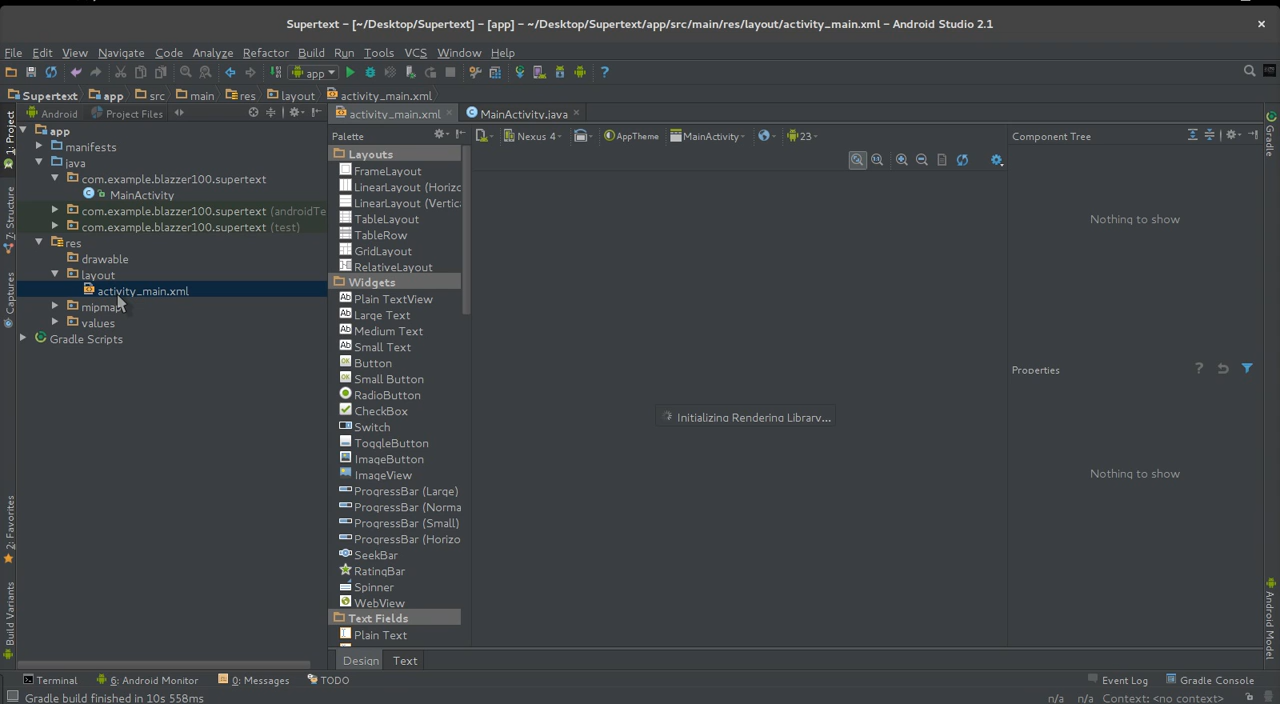 Supertext – [~/Desktop/Supertext] – [app] – ~/Desktop/Supertext/app/src/main/res/layout/activity_main.xml – Android Studio 2.1
File Edit View Navigate Code Analyze Refactor Build Run Tools VCS Window Help
app
Supertext app src main res layout activity_main.xml
1: Project
7: Structure
Captures
2: Favorites
Build Variants
Android Project Files
app
manifests
java
com.example.blazzer100.supertext
MainActivity
com.example.blazzer100.supertext (androidTe
com.example.blazzer100.supertext (test)
res
drawable
layout
activity_main.xml
mipmap
values
Gradle Scripts
activity_main.xml MainActivity.java
Palette
Layouts
FrameLayout
LinearLayout (Horizo
LinearLayout (Vertica
TableLayout
TableRow
GridLayout
RelativeLayout
Widgets
Plain TextView
Large Text
Medium Text
Small Text
Button
Small Button
RadioButton
CheckBox
Switch
ToggleButton
ImageButton
ImageView
ProgressBar (Large)
ProgressBar (Norma
ProgressBar (Small)
ProgressBar (Horizo
SeekBar
RatingBar
Spinner
WebView
Text Fields
Plain Text
Design Text
Nexus 4 AppTheme MainActivity 23
Initializing Rendering Library...
Component Tree
Nothing to show
Properties
Nothing to show
Gradle
Android Model
Terminal 6: Android Monitor 0: Messages TODO Event Log Gradle Console
Gradle build finished in 10s 558ms n/a n/a Context: <no context>